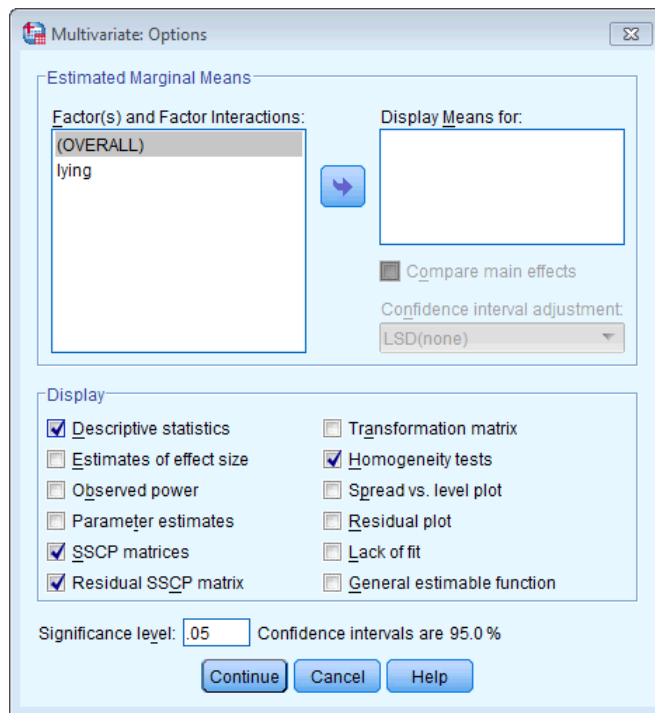 Multivariate: Options
Estimated Marginal Means
Factor(s) and Factor Interactions:
(OVERALL)
lying
Display Means for:
Compare main effects
Confidence interval adjustment:
LSD(none)
Display
Descriptive statistics
Estimates of effect size
Observed power
Parameter estimates
SSCP matrices
Residual SSCP matrix
Transformation matrix
Homogeneity tests
Spread vs. level plot
Residual plot
Lack of fit
General estimable function
Significance level: .05 Confidence intervals are 95.0 %
Continue Cancel Help